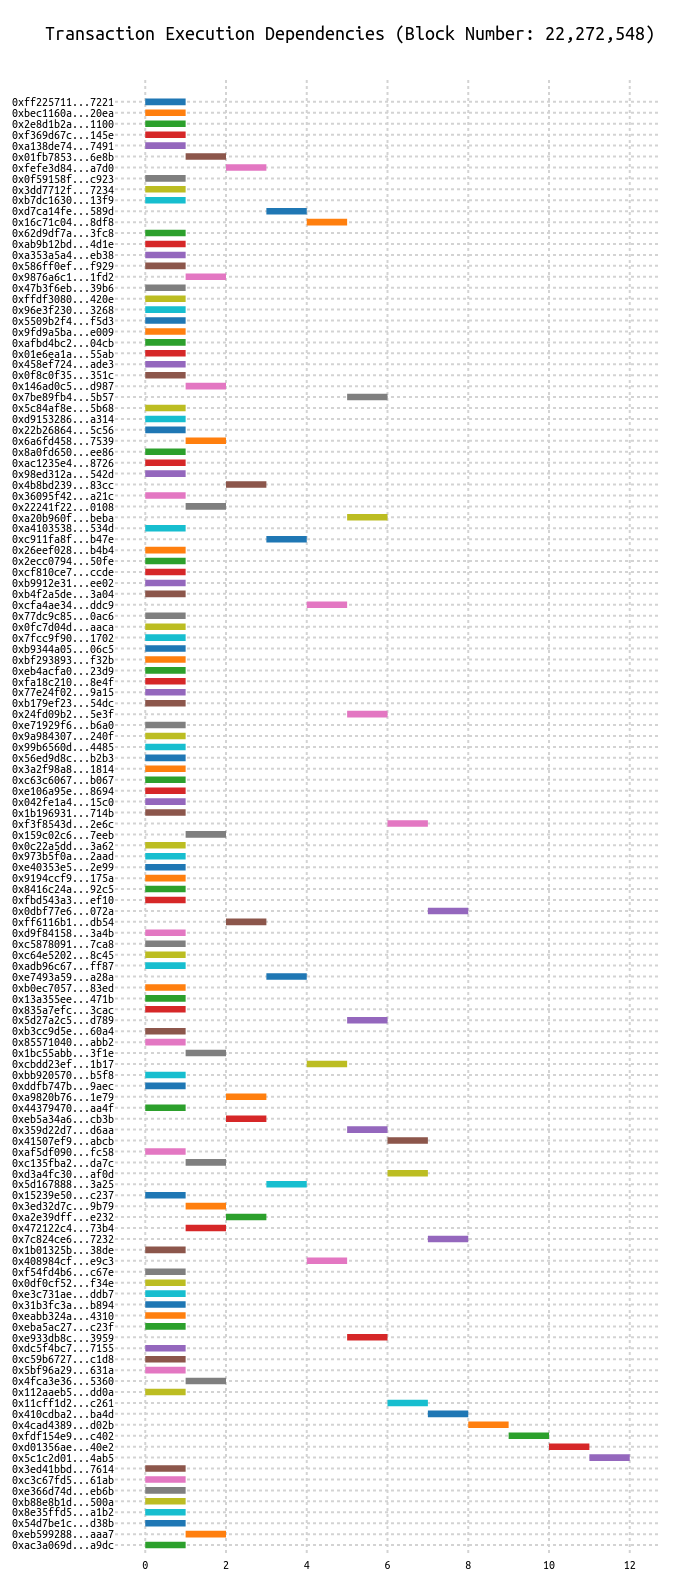 Transaction Execution Dependencies (Block Number: 22,272,548)
0xff225711...7221
0xbec1160a...20ea
0x2e8d1b2a...1100
0xf369d67c...145e
0xa138de74...7491
0x01fb7853...6e8b
0xfefe3d84...a7d0
0x0f59158f...c923
0x3dd7712f...7234
0xb7dc1630...13f9
0xd7ca14fe...589d
0x16c71c04...8df8
0x62d9df7a...3fc8
0xab9b12bd...4d1e
0xa353a5a4...eb38
0x586ff0ef...f929
0x9876a6c1...1fd2
0x47b3f6eb...39b6
0xffdf3080...420e
0x96e3f230...3268
0x5509b2f4...f5d3
0x9fd9a5ba...e009
0xafbd4bc2...04cb
0x01e6ea1a...55ab
0x458ef724...ade3
0x0f8c0f35...351c
0x146ad0c5...d987
0x7be89fb4...5b57
0x5c84af8e...5b68
0xd9153286...a314
0x22b26864...5c56
0x6a6fd458...7539
0x8a0fd650...ee86
0xac1235e4...8726
0x98ed312a...542d
0x4b8bd239...83cc
0x36095f42...a21c
0x22241f22...0108
0xa20b960f...beba
0xa4103538...534d
0xc911fa8f...b47e
0x26eef028...b4b4
0x2ecc0794...50fe
0xcf810ce7...ccde
0xb9912e31...ee02
0xb4f2a5de...3a04
0xcfa4ae34...ddc9
0x77dc9c85...0ac6
0x0fc7d04d...aaca
0x7fcc9f90...1702
0xb9344a05...06c5
0xbf293893...f32b
0xeb4acfa0...23d9
0xfa18c210...8e4f
0x77e24f02...9a15
0xb179ef23...54dc
0x24fd09b2...5e3f
0xe71929f6...b6a0
0x9a984307...240f
0x99b6560d...4485
0x56ed9d8c...b2b3
0x3a2f98a8...1814
0xc63c6067...b067
0xe106a95e...8694
0x042fe1a4...15c0
0x1b196931...714b
0xf3f8543d...2e6c
0x159c02c6...7eeb
0x0c22a5dd...3a62
0x973b5f0a...2aad
0xe40353e5...2e99
0x9194ccf9...175a
0x8416c24a...92c5
0xfbd543a3...ef10
0x0dbf77e6...072a
0xff6116b1...db54
0xd9f84158...3a4b
0xc5878091...7ca8
0xc64e5202...8c45
0xadb96c67...ff87
0xe7493a59...a28a
0xb0ec7057...83ed
0x13a355ee...471b
0x835a7efc...3cac
0x5d27a2c5...d789
0xb3cc9d5e...60a4
0x85571040...abb2
0x1bc55abb...3f1e
0xcbdd23ef...1b17
0xbb920570...b5f8
0xddfb747b...9aec
0xa9820b76...1e79
0x44379470...aa4f
0xeb5a34a6...cb3b
0x359d22d7...d6aa
0x41507ef9...abcb
0xaf5df090...fc58
0xc135fba2...da7c
0xd3a4fc30...af0d
0x5d167888...3a25
0x15239e50...c237
0x3ed32d7c...9b79
0xa2e39dff...e232
0x472122c4...73b4
0x7c824ce6...7232
0x1b01325b...38de
0x408984cf...e9c3
0xf54fd4b6...c67e
0x0df0cf52...f34e
0xe3c731ae...ddb7
0x31b3fc3a...b894
0xeabb324a...4310
0xeba5ac27...c23f
0xe933db8c...3959
0xdc5f4bc7...7155
0xc59b6727...c1d8
0x5bf96a29...631a
0x4fca3e36...5360
0x112aaeb5...dd0a
0x11cff1d2...c261
0x410cdba2...ba4d
0x4cad4389...d02b
0xfdf154e9...c402
0xd01356ae...40e2
0x5c1c2d01...4ab5
0x3ed41bbd...7614
0xc3c67fd5...61ab
0xe366d74d...eb6b
0xb88e8b1d...500a
0x8e35ffd5...a1b2
0x54d7be1c...d38b
0xeb599288...aaa7
0xac3a069d...a9dc
0 2 4 6 8 10 12